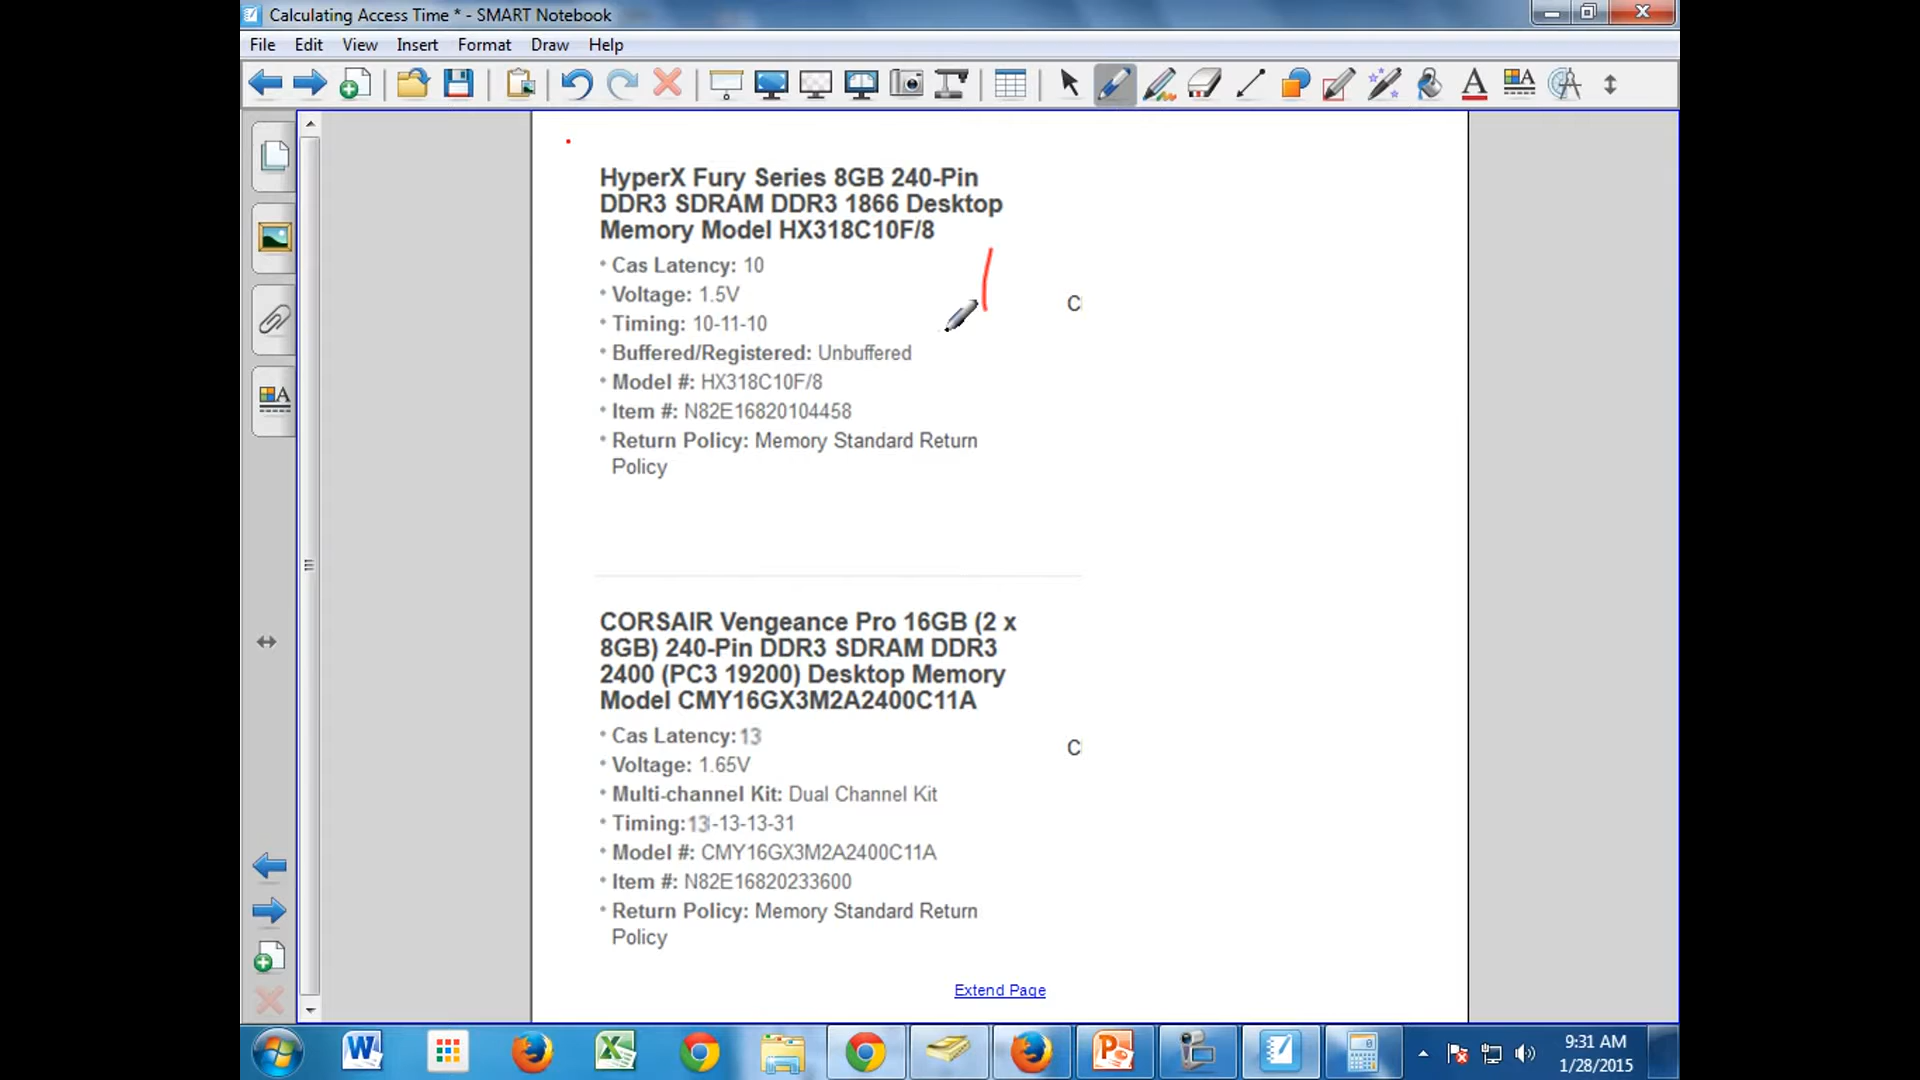 Calculating Access Time * - SMART Notebook
File Edit View Insert Format Draw Help
HyperX Fury Series 8GB 240-Pin
DDR3 SDRAM DDR3 1866 Desktop
Memory Model HX318C10F/8
• Cas Latency: 10
• Voltage: 1.5V
• Timing: 10-11-10
• Buffered/Registered: Unbuffered
• Model #: HX318C10F/8
• Item #: N82E16820104458
• Return Policy: Memory Standard Return
Policy
C
CORSAIR Vengeance Pro 16GB (2 x
8GB) 240-Pin DDR3 SDRAM DDR3
2400 (PC3 19200) Desktop Memory
Model CMY16GX3M2A2400C11A
• Cas Latency: 13
• Voltage: 1.65V
• Multi-channel Kit: Dual Channel Kit
• Timing:13-13-13-31
• Model #: CMY16GX3M2A2400C11A
• Item #: N82E16820233600
• Return Policy: Memory Standard Return
Policy
C
Extend Page
9:31 AM
1/28/2015